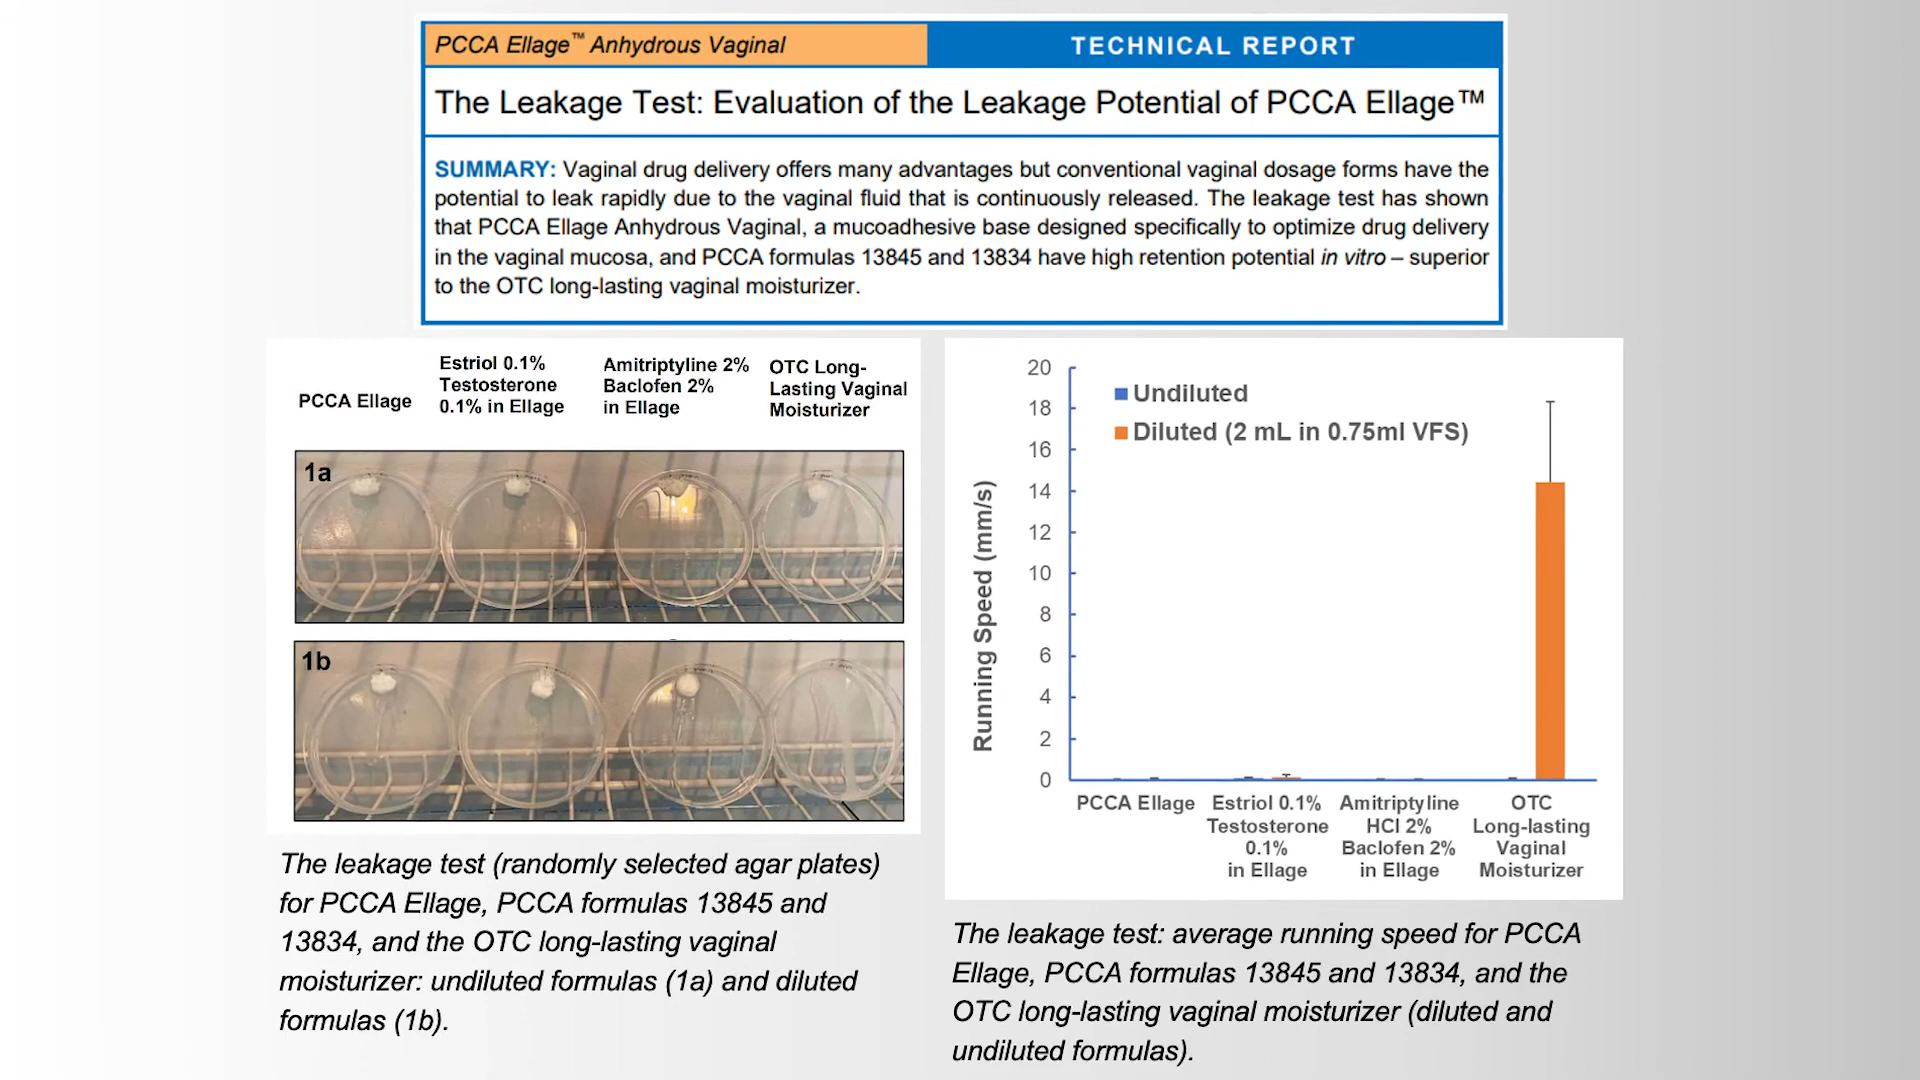 PCCA Ellage™ Anhydrous Vaginal
TECHNICAL REPORT
The Leakage Test: Evaluation of the Leakage Potential of PCCA Ellage™
SUMMARY: Vaginal drug delivery offers many advantages but conventional vaginal dosage forms have the
potential to leak rapidly due to the vaginal fluid that is continuously released. The leakage test has shown
that PCCA Ellage Anhydrous Vaginal, a mucoadhesive base designed specifically to optimize drug delivery
in the vaginal mucosa, and PCCA formulas 13845 and 13834 have high retention potential in vitro – superior
to the OTC long-lasting vaginal moisturizer.
PCCA Ellage
Estriol 0.1%
Testosterone
0.1% in Ellage
Amitriptyline 2%
Baclofen 2%
in Ellage
OTC Long-
Lasting Vaginal
Moisturizer
1a
1b
The leakage test (randomly selected agar plates)
for PCCA Ellage, PCCA formulas 13845 and
13834, and the OTC long-lasting vaginal
moisturizer: undiluted formulas (1a) and diluted
formulas (1b).
Running Speed (mm/s)
20
18
16
14
12
10
8
6
4
2
0
Undiluted
Diluted (2 mL in 0.75ml VFS)
PCCA Ellage
Estriol 0.1%
Testosterone
0.1%
in Ellage
Amitriptyline
HCl 2%
Baclofen 2%
in Ellage
OTC
Long-lasting
Vaginal
Moisturizer
The leakage test: average running speed for PCCA
Ellage, PCCA formulas 13845 and 13834, and the
OTC long-lasting vaginal moisturizer (diluted and
undiluted formulas).